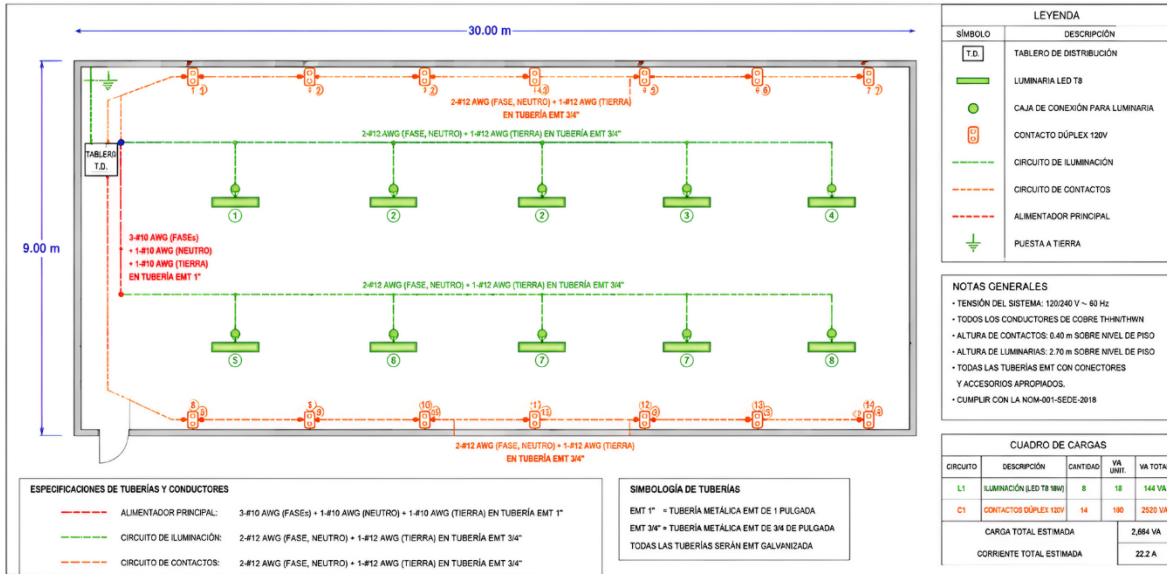 30.00 m
9.00 m
TABLERO
T.D.
2-#12 AWG (FASE, NEUTRO) + 1-#12 AWG (TIERRA)
EN TUBERÍA EMT 3/4"
2-#12 AWG (FASE, NEUTRO) + 1-#12 AWG (TIERRA) EN TUBERÍA EMT 3/4"
1
2
2
3
4
3-#10 AWG (FASEs)
+ 1-#10 AWG (NEUTRO)
+ 1-#10 AWG (TIERRA)
EN TUBERÍA EMT 1"
2-#12 AWG (FASE, NEUTRO) + 1-#12 AWG (TIERRA) EN TUBERÍA EMT 3/4"
5
6
7
7
8
2-#12 AWG (FASE, NEUTRO) + 1-#12 AWG (TIERRA)
EN TUBERÍA EMT 3/4"
LEYENDA
SÍMBOLO DESCRIPCIÓN
T.D. TABLERO DE DISTRIBUCIÓN
LUMINARIA LED T8
CAJA DE CONEXIÓN PARA LUMINARIA
CONTACTO DÚPLEX 120V
CIRCUITO DE ILUMINACIÓN
CIRCUITO DE CONTACTOS
ALIMENTADOR PRINCIPAL
PUESTA A TIERRA
NOTAS GENERALES
• TENSIÓN DEL SISTEMA: 120/240 V ~ 60 Hz
• TODOS LOS CONDUCTORES DE COBRE THHN/THWN
• ALTURA DE CONTACTOS: 0.40 m SOBRE NIVEL DE PISO
• ALTURA DE LUMINARIAS: 2.70 m SOBRE NIVEL DE PISO
• TODAS LAS TUBERÍAS EMT CON CONECTORES
Y ACCESORIOS APROPIADOS.
• CUMPLIR CON LA NOM-001-SEDE-2018
CUADRO DE CARGAS
CIRCUITO DESCRIPCIÓN CANTIDAD VA UNIT. VA TOTAL
L1 ILUMINACIÓN (LED T8 18W) 8 18 144 VA
C1 CONTACTOS DÚPLEX 120V 14 180 2520 VA
CARGA TOTAL ESTIMADA 2,664 VA
CORRIENTE TOTAL ESTIMADA 22.2 A
ESPECIFICACIONES DE TUBERÍAS Y CONDUCTORES
ALIMENTADOR PRINCIPAL: 3-#10 AWG (FASEs) + 1-#10 AWG (NEUTRO) + 1-#10 AWG (TIERRA) EN TUBERÍA EMT 1"
CIRCUITO DE ILUMINACIÓN: 2-#12 AWG (FASE, NEUTRO) + 1-#12 AWG (TIERRA) EN TUBERÍA EMT 3/4"
CIRCUITO DE CONTACTOS: 2-#12 AWG (FASE, NEUTRO) + 1-#12 AWG (TIERRA) EN TUBERÍA EMT 3/4"
SIMBOLOGÍA DE TUBERÍAS
EMT 1" = TUBERÍA METÁLICA EMT DE 1 PULGADA
EMT 3/4" = TUBERÍA METÁLICA EMT DE 3/4 DE PULGADA
TODAS LAS TUBERÍAS SERÁN EMT GALVANIZADA